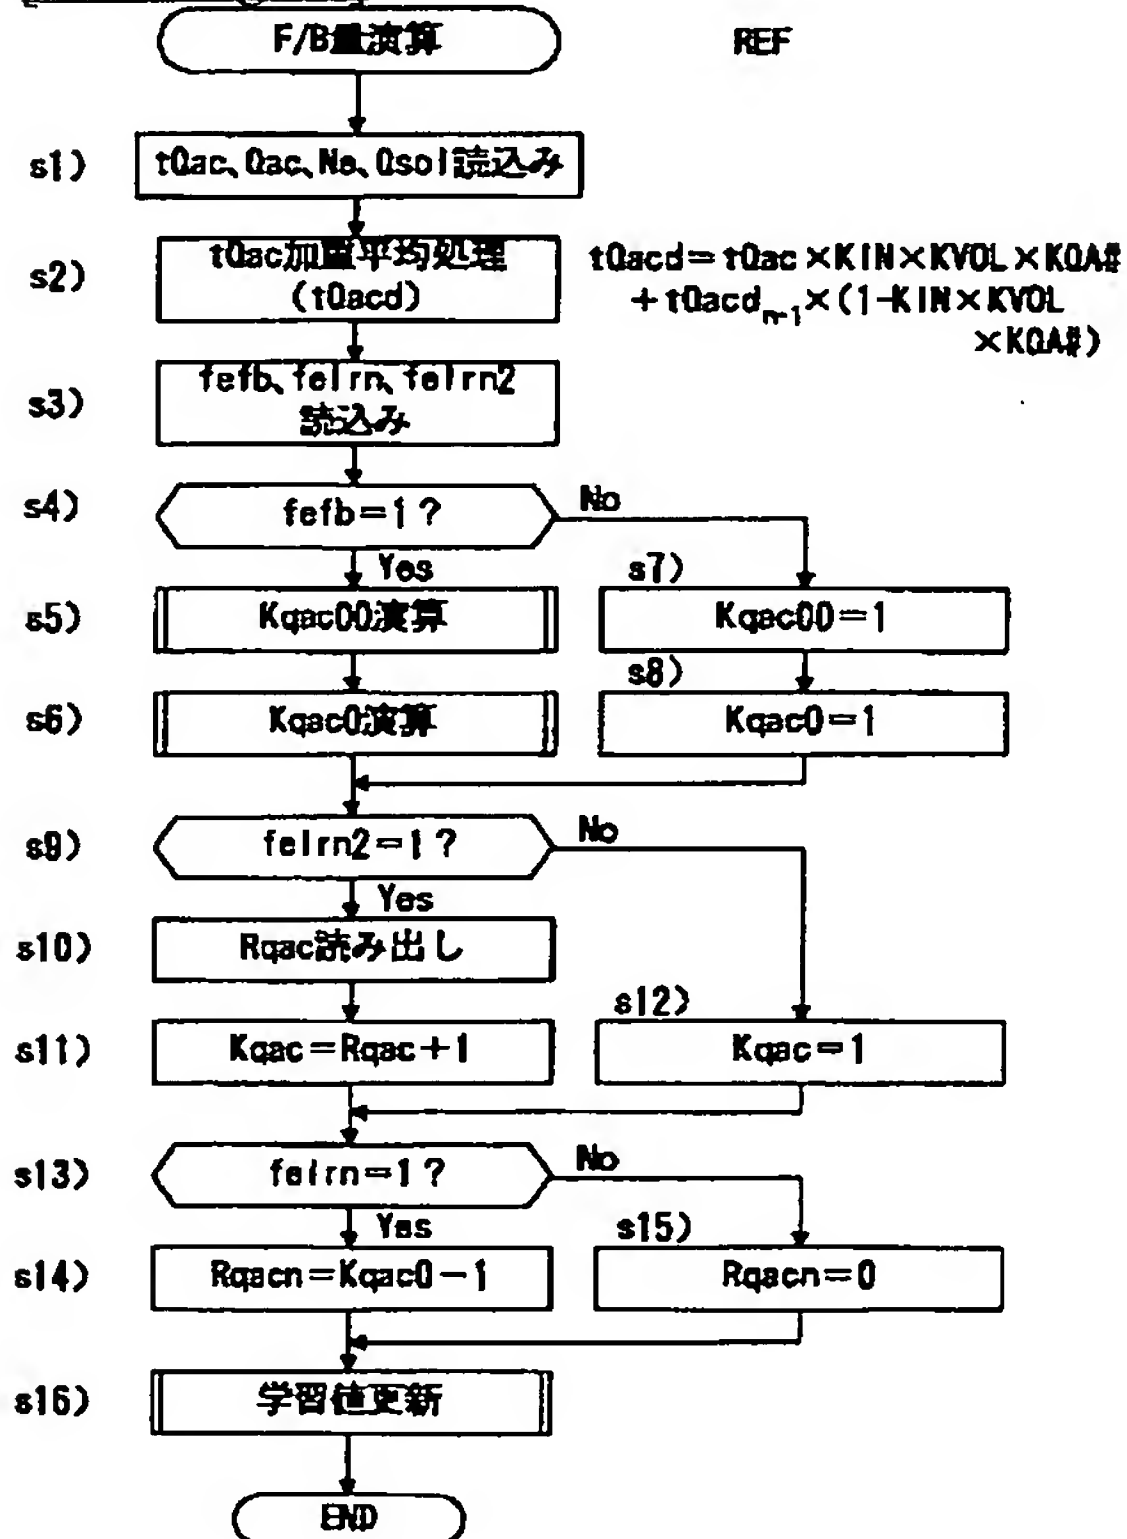 F/B量演算
REF
s1)
tQac、Qac、Ne、Qsol読込み
s2)
tQac加重平均処理
(tQacd)
tQacd=tQac×KIN×KVOL×KQA#
+tQacdn-1×(1-KIN×KVOL
×KQA#)
s3)
fefb、felrn、felrn2
読込み
s4)
fefb=1?
No
Yes
s5)
Kqac00演算
s7)
Kqac00=1
s6)
Kqac0演算
s8)
Kqac0=1
s9)
felrn2=1?
No
Yes
s10)
Rqac読み出し
s11)
Kqac=Rqac+1
s12)
Kqac=1
s13)
felrn=1?
No
Yes
s14)
Rqacn=Kqac0-1
s15)
Rqacn=0
s16)
学習値更新
END